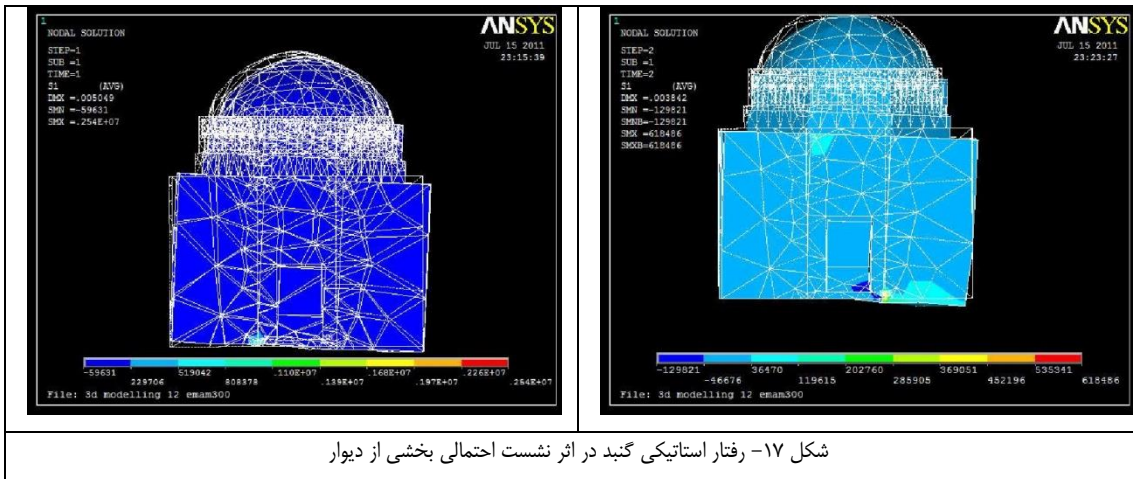 1
NODAL SOLUTION
STEP=1
SUB =1
TIME=1
S1 (AVG)
DMX =.005049
SMN =-59631
SMX =.254E+07
ANSYS
JUL 15 2011
23:15:39
-59631 519042 .110E+07 .168E+07 .226E+07
229706 808378 .139E+07 .197E+07 .254E+07
File: 3d modelling 12 emam300
1
NODAL SOLUTION
STEP=2
SUB =1
TIME=2
S1 (AVG)
DMX =.003842
SMN =-129821
SMNB=-129821
SMX =618486
SMXB=618486
ANSYS
JUL 15 2011
23:23:27
-129821 36470 202760 369051 535341
-46676 119615 285905 452196 618486
File: 3d modelling 12 emam300
شکل ۱۷- رفتار استاتیکی گنبد در اثر نشست احتمالی بخشی از دیوار